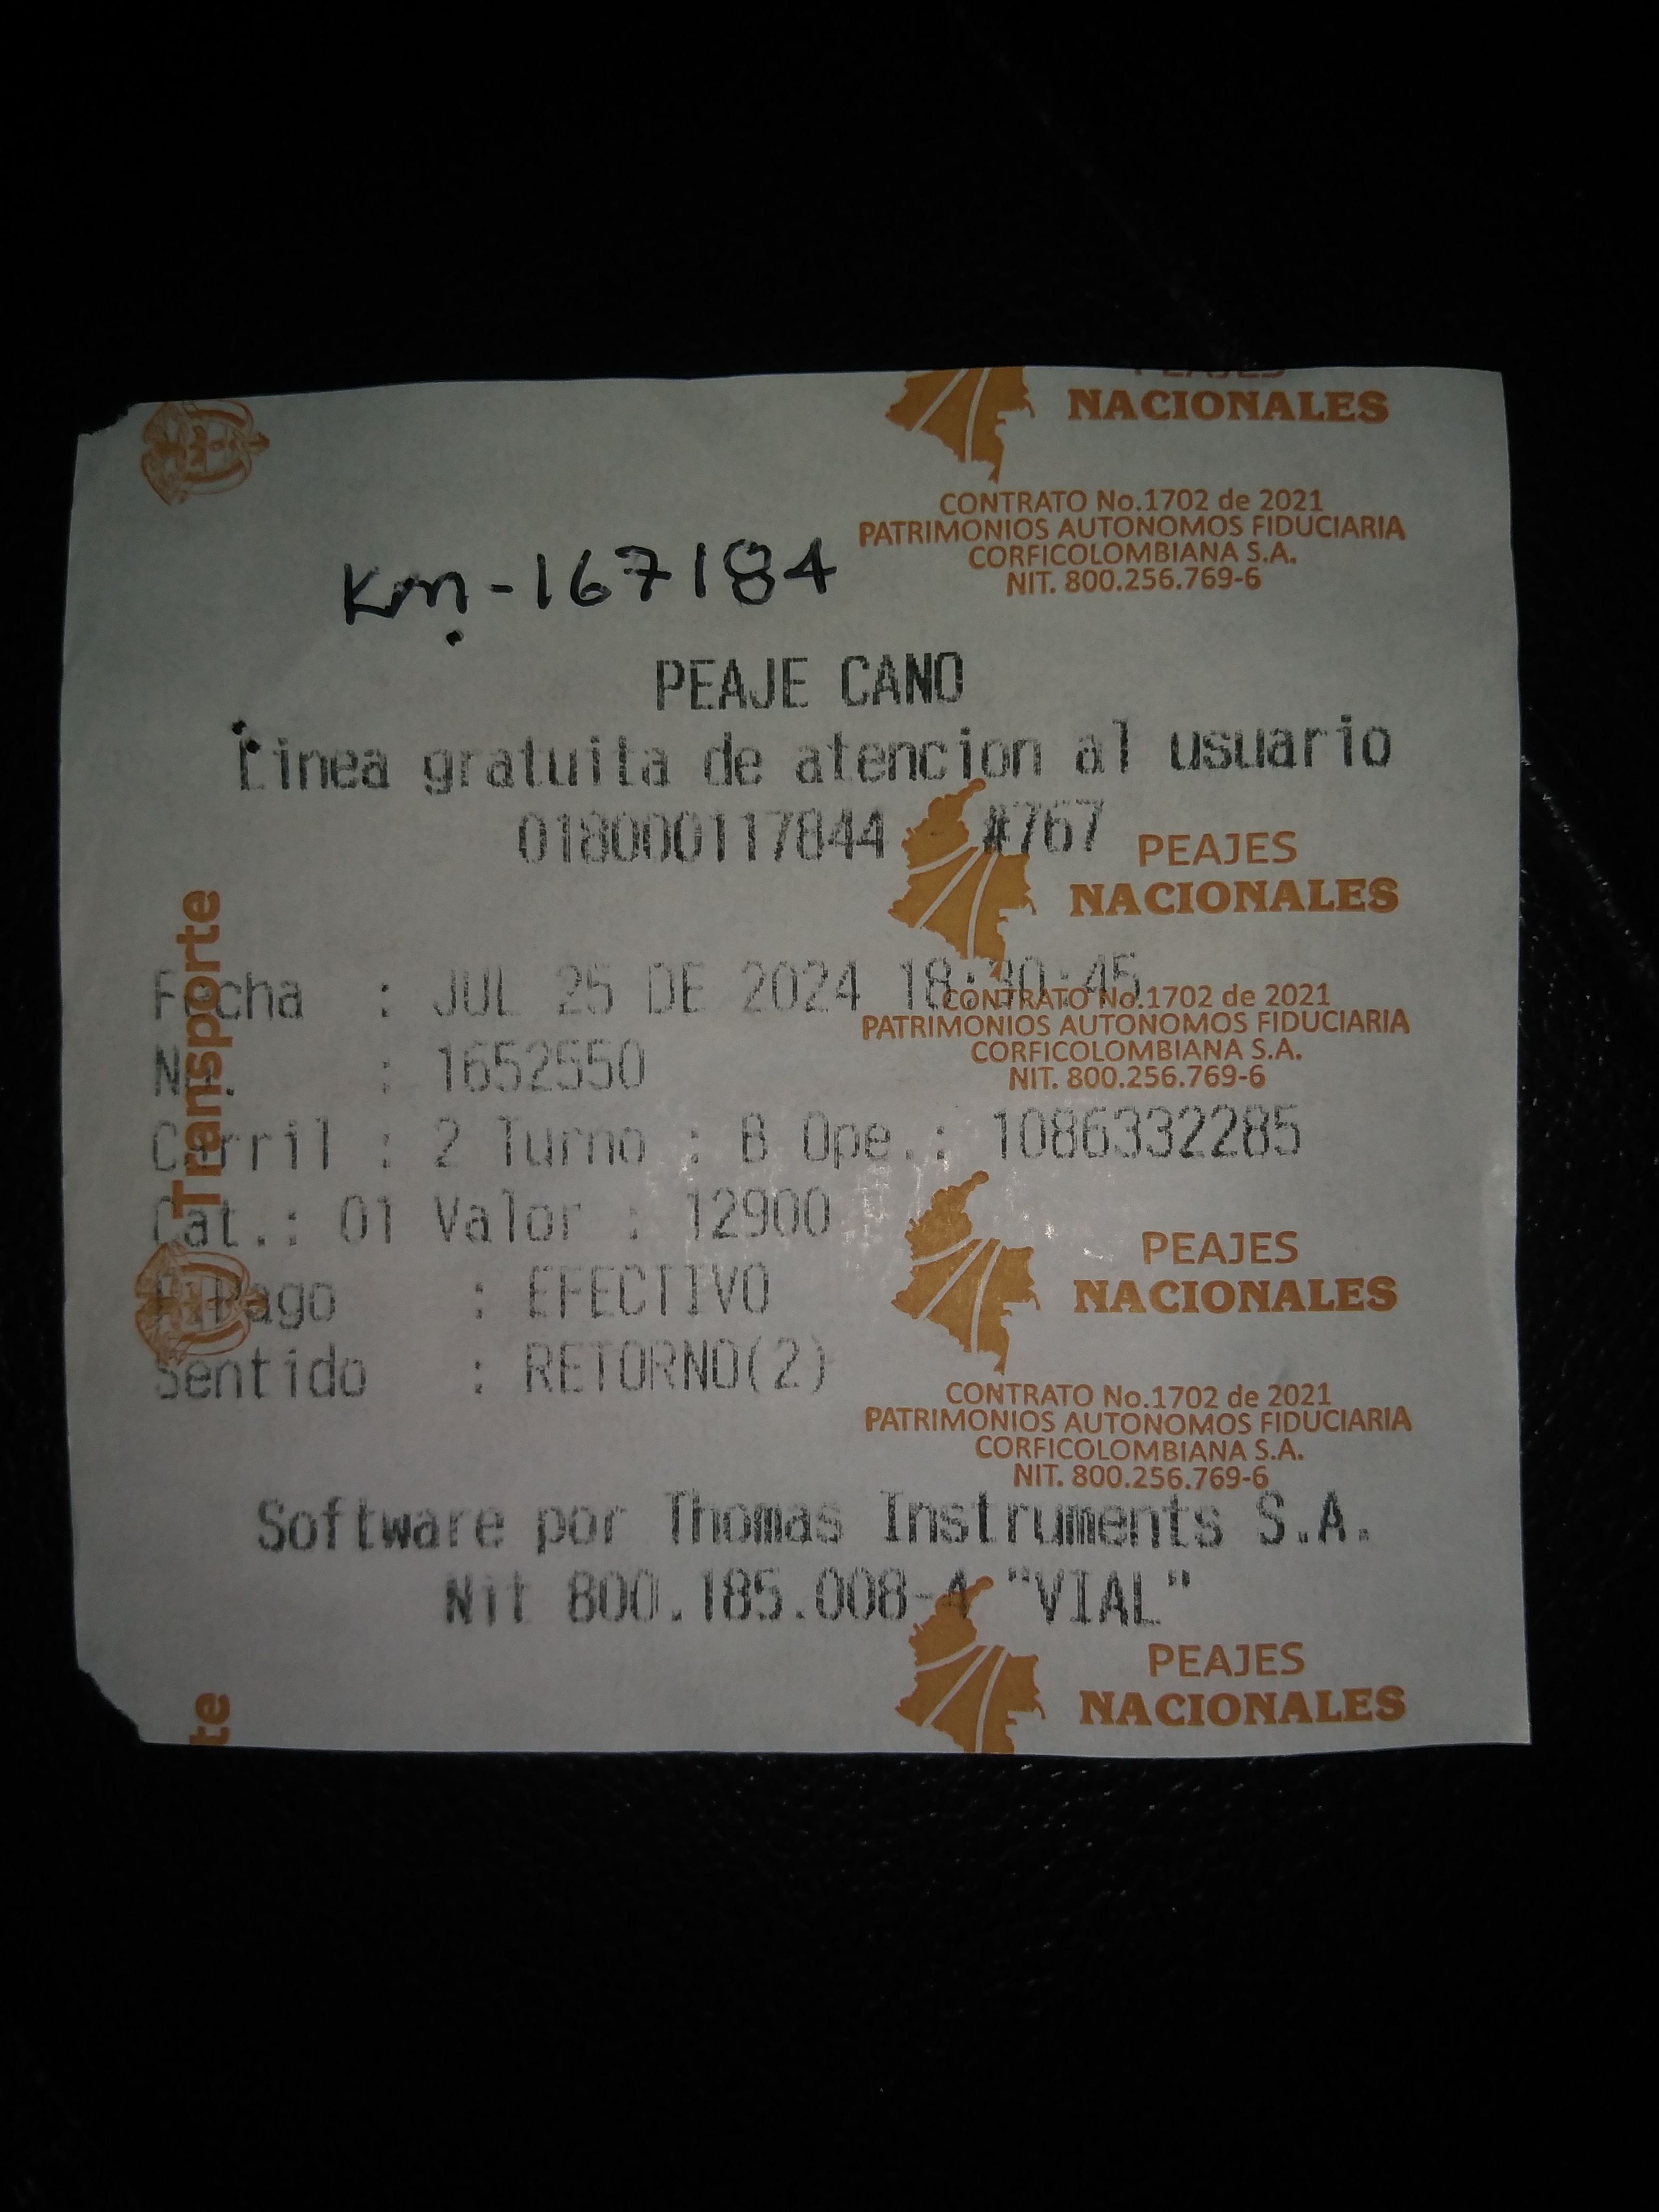 NACIONALES
CONTRATO No.1702 de 2021
PATRIMONIOS AUTONOMOS FIDUCIARIA
CORFICOLOMBIANA S.A.
NIT. 800.256.769-6
Km-167184
PEAJE CANO
Linea gratuita de atencion al usuario
018000117844 #767
PEAJES
NACIONALES
Transporte
Fecha : JUL 25 DE 2024 18:30:45
CONTRATO No.1702 de 2021
PATRIMONIOS AUTONOMOS FIDUCIARIA
CORFICOLOMBIANA S.A.
NIT. 800.256.769-6
: 1652550
Carril : 2 Turno : B Ope.: 1086332285
Cat.: 01 Valor : 12900
PEAJES
NACIONALES
Pago : EFECTIVO
Sentido : RETORNO(2)
CONTRATO No.1702 de 2021
PATRIMONIOS AUTONOMOS FIDUCIARIA
CORFICOLOMBIANA S.A.
NIT. 800.256.769-6
Software por Thomas Instruments S.A.
Nit 800.185.008-4 "VIAL"
PEAJES
NACIONALES
te